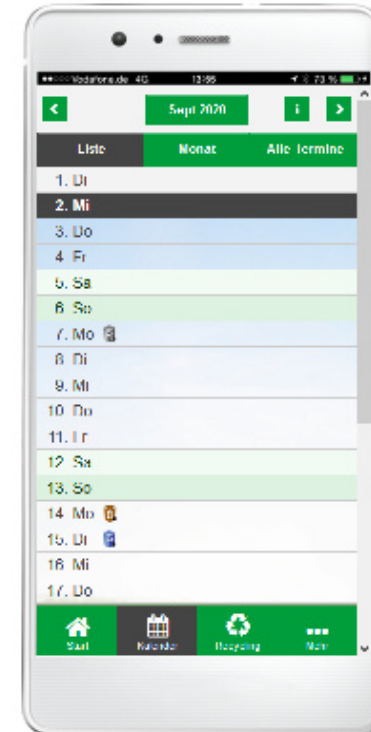 Vodafone.de 4G 13:55 73 %
Sept 2020 i
Liste Monat Alle Termine
1. Di
2. Mi
3. Do
4. Fr
5. Sa
6. So
7. Mo
8. Di
9. Mi
10. Do
11. Fr
12. Sa
13. So
14. Mo
15. Di
16. Mi
17. Do
Start Kalender Recycling Mehr